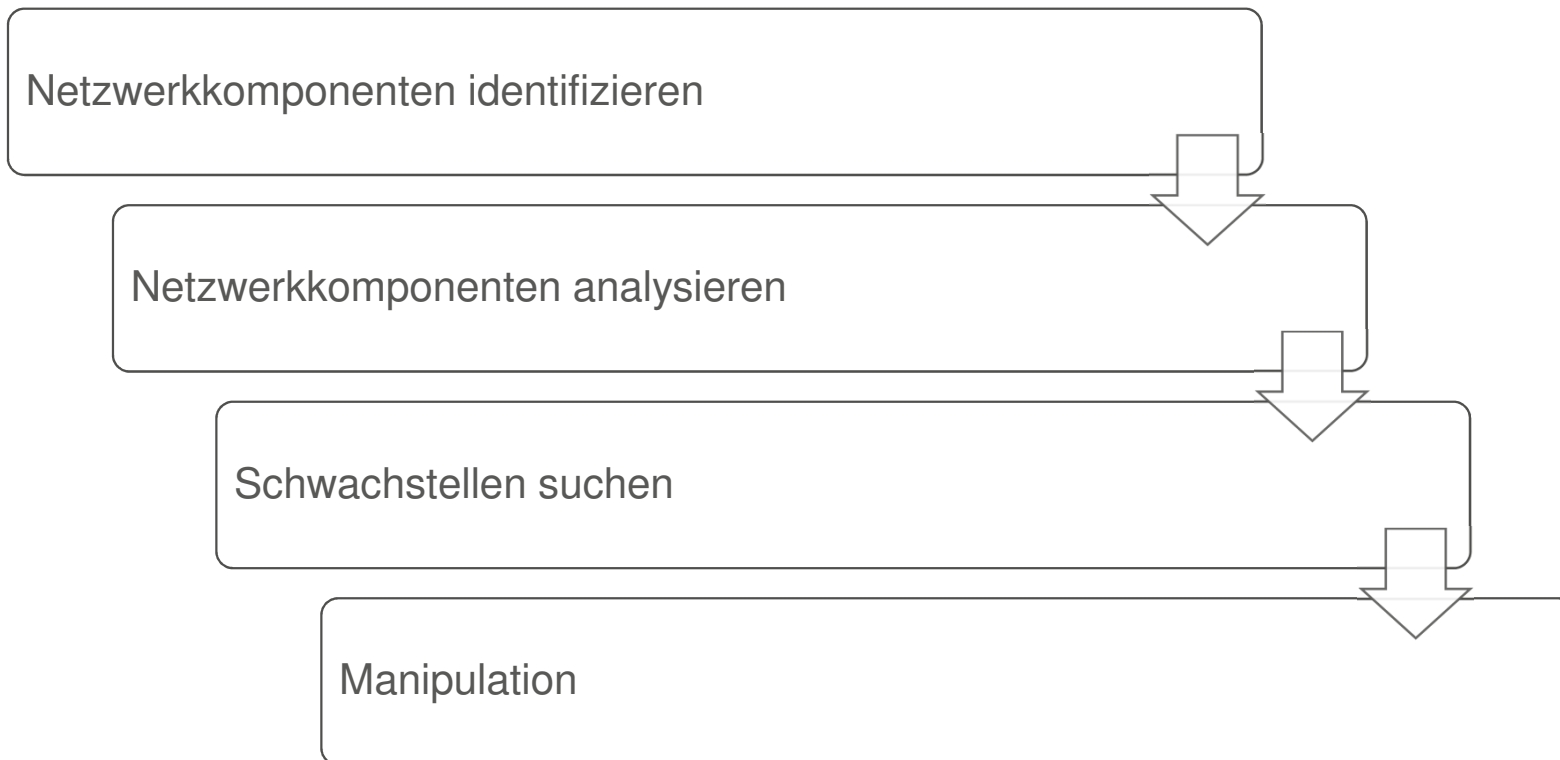 Netzwerkkomponenten identifizieren
Netzwerkkomponenten analysieren
Schwachstellen suchen
Manipulation